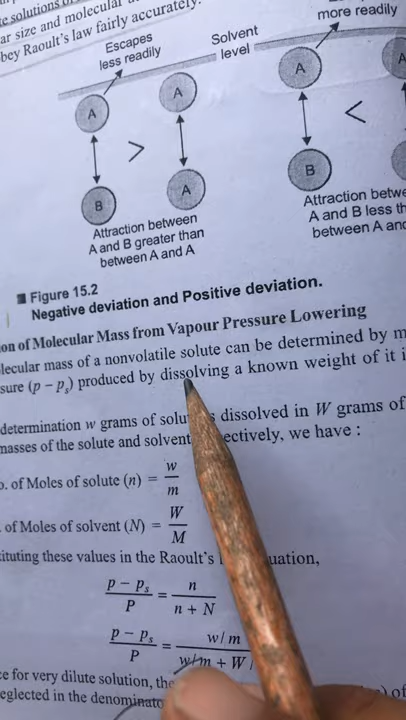 te solutions
ar size and molecular
bey Raoult's law fairly accurately.
Escapes
less readily
Solvent
level
more readily
A
A
A
A
>
<
B
A
B
Attraction between
A and B greater than
between A and A
Attraction betwe
A and B less th
between A and
Figure 15.2
Negative deviation and Positive deviation.
on of Molecular Mass from Vapour Pressure Lowering
lecular mass of a nonvolatile solute can be determined by m
sure (p – ps) produced by dissolving a known weight of it i
determination w grams of solu dissolved in W grams of
masses of the solute and solvent ectively, we have :
o. of Moles of solute (n) = w/m
of Moles of solvent (N) = W/M
tituting these values in the Raoult's uation,
(p – ps)/P = n/(n + N)
(p – ps)/P = (w/m)/(w/m + W/
ce for very dilute solution, the of
neglected in the denominato